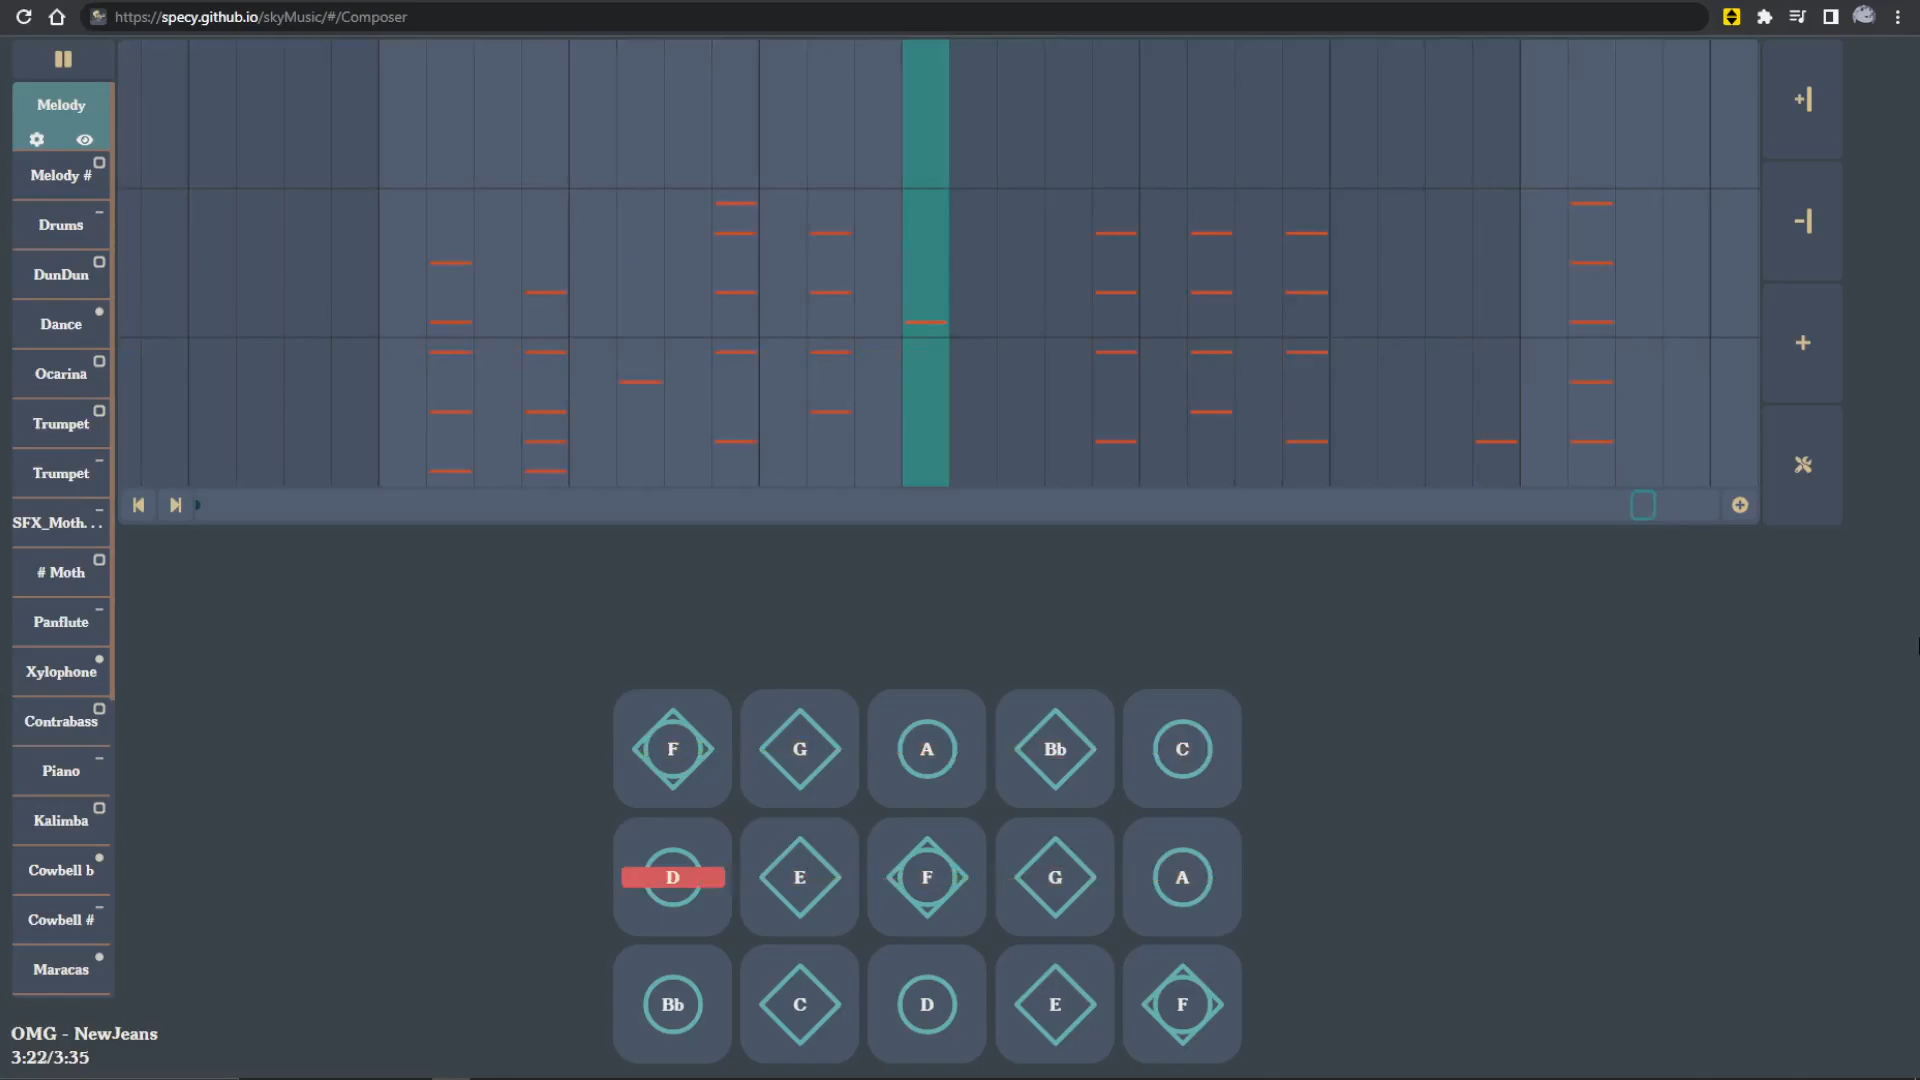 https://specy.github.io/skyMusic/#/Composer
Melody
Melody #
Drums
DunDun
Dance
Ocarina
Trumpet
Trumpet
SFX_Moth. . .
# Moth
Panflute
Xylophone
Contrabass
Piano
Kalimba
Cowbell b
Cowbell #
Maracas
F G A Bb C
D E F G A
Bb C D E F
OMG - NewJeans
3:22/3:35